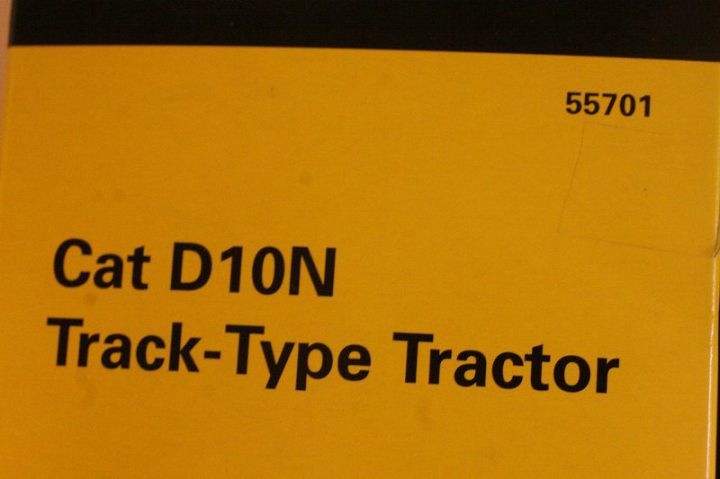 55701
Cat D10N
Track-Type Tractor